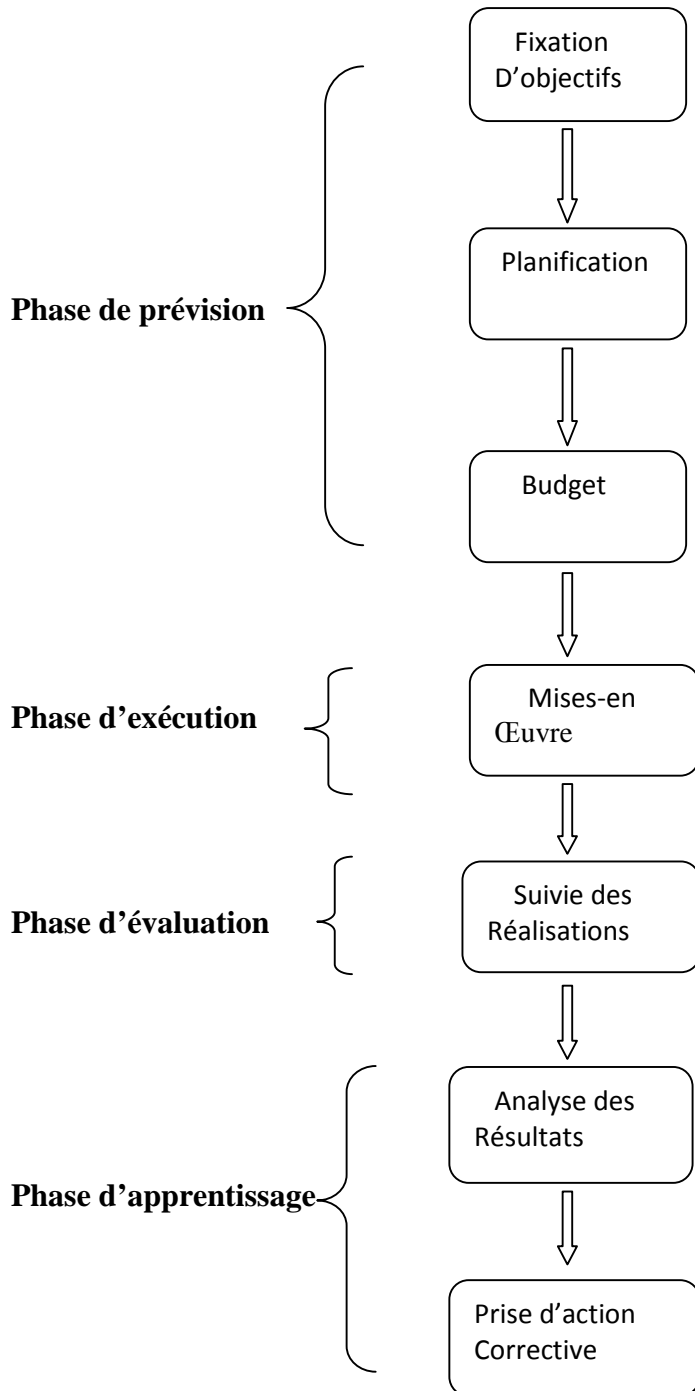 Fixation
D’objectifs
Planification
Phase de prévision
Budget
Mises-en
Œuvre
Phase d’exécution
Suivie des
Réalisations
Phase d’évaluation
Analyse des
Résultats
Phase d’apprentissage
Prise d’action
Corrective